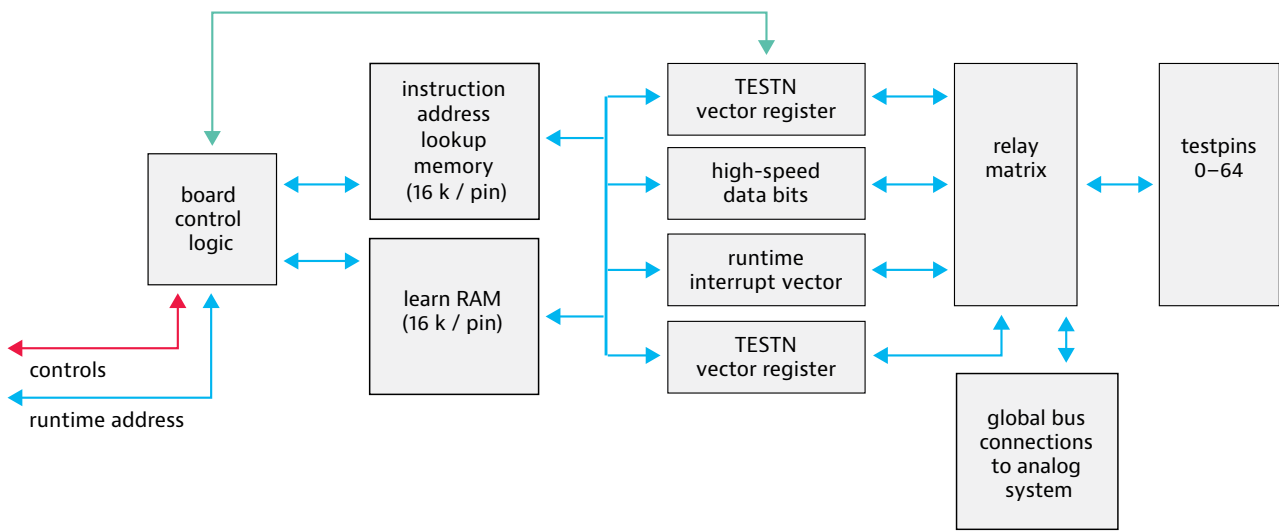 instruction
address
lookup
memory
(16 k / pin)
TESTN
vector register
relay
matrix
testpins
0–64
board
control
logic
high-speed
data bits
learn RAM
(16 k / pin)
runtime
interrupt vector
TESTN
vector register
controls
runtime address
global bus
connections
to analog
system